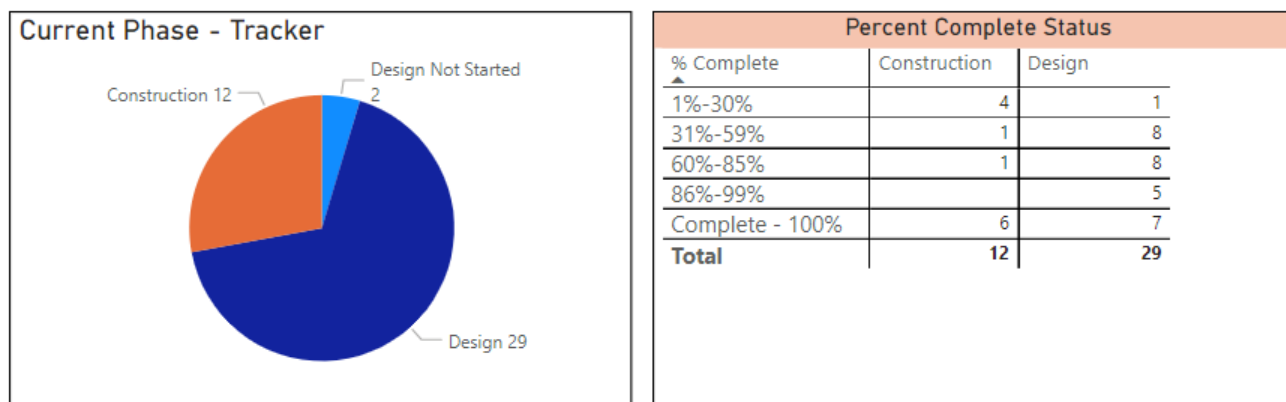 Current Phase - Tracker
Design Not Started
2
Construction 12
Design 29
Percent Complete Status
% Complete Construction Design
1%-30% 4 1
31%-59% 1 8
60%-85% 1 8
86%-99% 5
Complete - 100% 6 7
Total 12 29